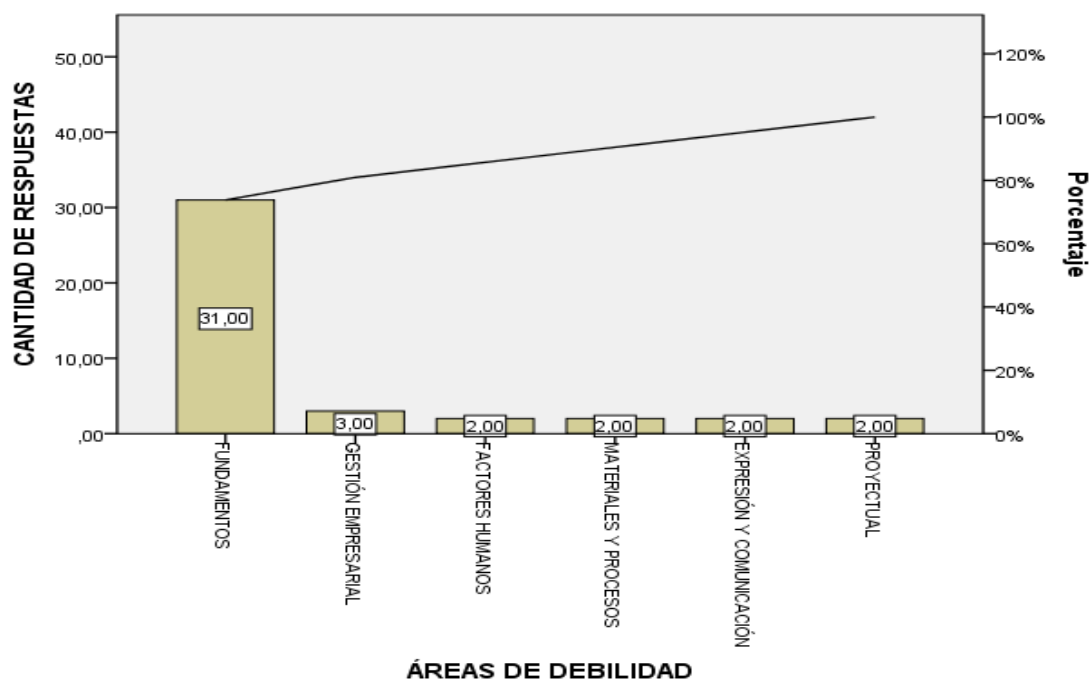 CANTIDAD DE RESPUESTAS
50,00
40,00
30,00
20,00
10,00
,00
120%
100%
80%
60%
40%
20%
0%
Porcentaje
31,00
3,00
2,00
2,00
2,00
2,00
FUNDAMENTOS
GESTIÓN EMPRESARIAL
FACTORES HUMANOS
MATERIALES Y PROCESOS
EXPRESIÓN Y COMUNICACIÓN
PROYECTUAL
ÁREAS DE DEBILIDAD